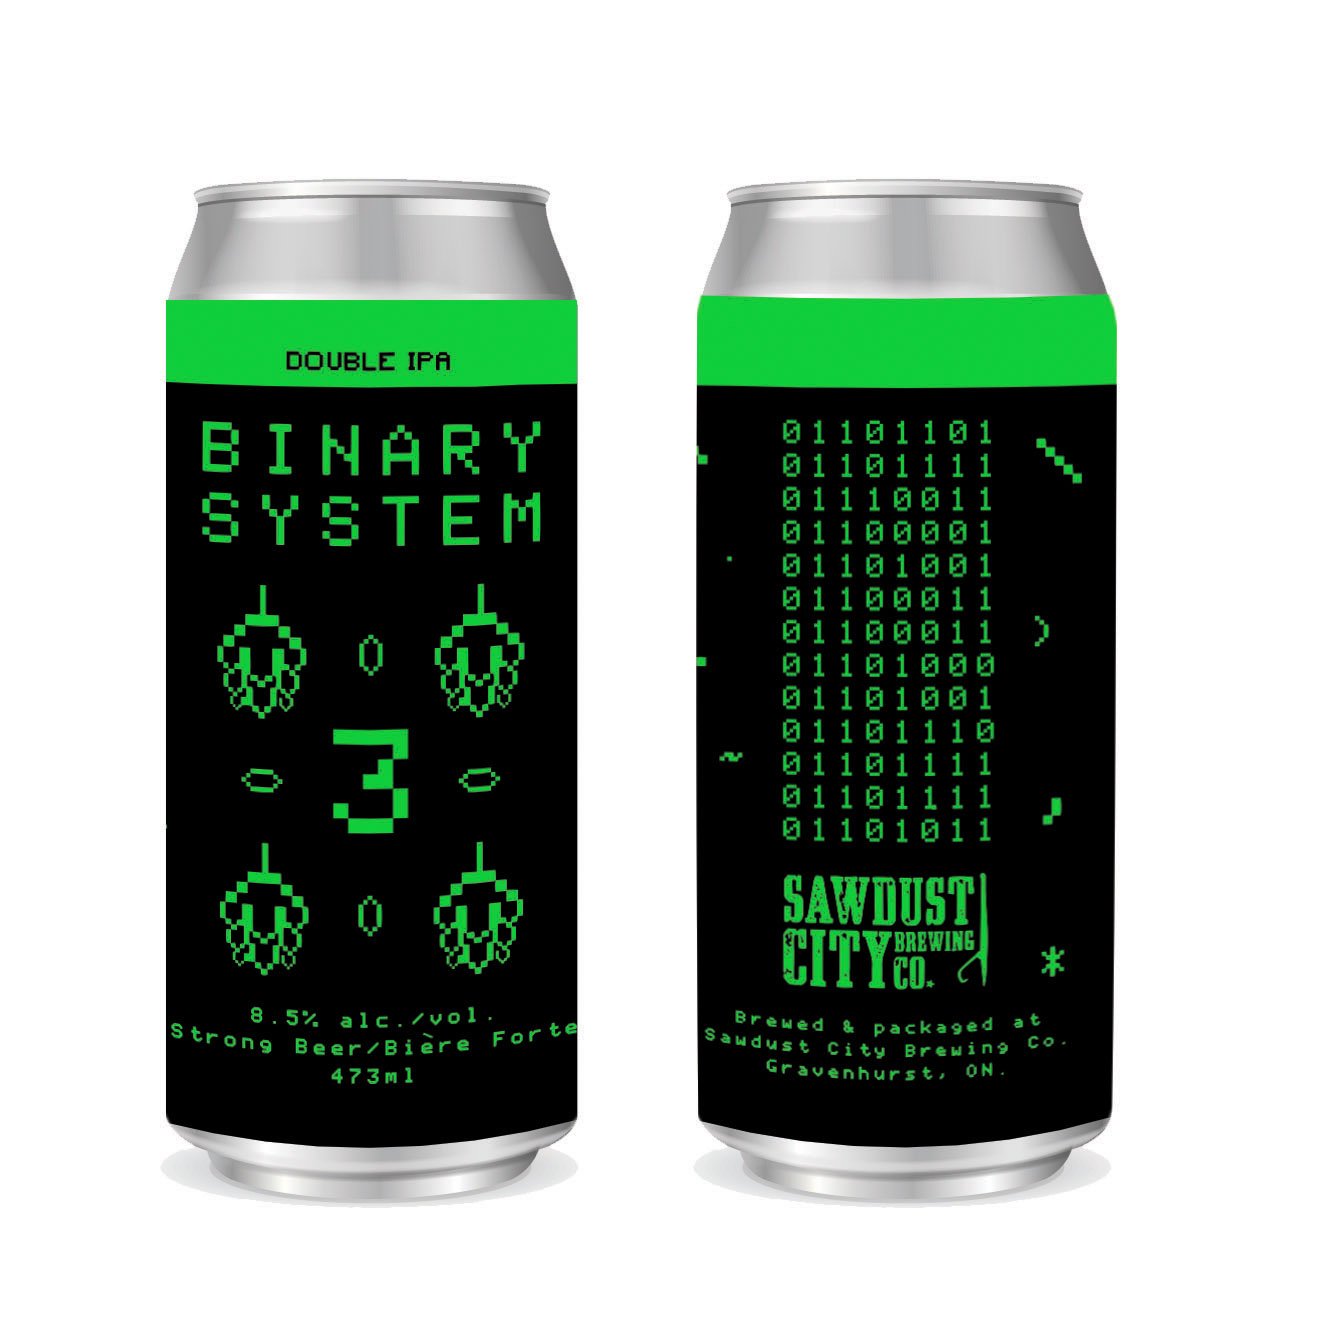 DOUBLE IPA
BINARY
SYSTEM
3
8.5% alc./vol.
Strong Beer/Bière Forte
473ml
01101101
01101111
01110011
01100001
01101001
01100011
01100011
01101000
01101001
01101110
01101111
01101111
01101011
SAWDUST
CITY BREWING
CO.
Brewed & packaged at
Sawdust City Brewing Co.
Gravenhurst, ON.